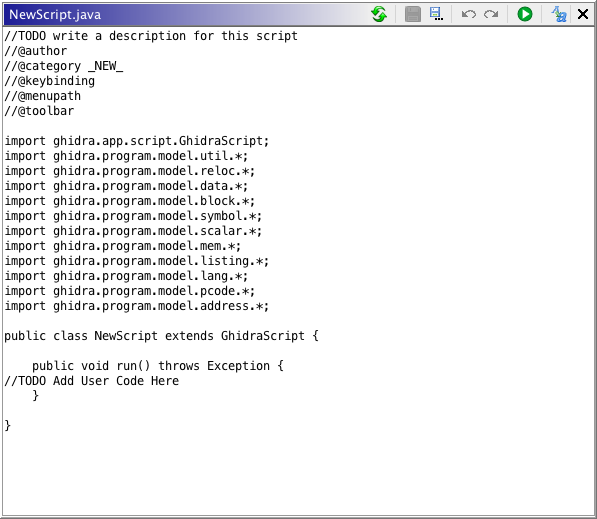 NewScript.java
//TODO write a description for this script
//@author
//@category _NEW_
//@keybinding
//@menupath
//@toolbar
import ghidra.app.script.GhidraScript;
import ghidra.program.model.util.*;
import ghidra.program.model.reloc.*;
import ghidra.program.model.data.*;
import ghidra.program.model.block.*;
import ghidra.program.model.symbol.*;
import ghidra.program.model.scalar.*;
import ghidra.program.model.mem.*;
import ghidra.program.model.listing.*;
import ghidra.program.model.lang.*;
import ghidra.program.model.pcode.*;
import ghidra.program.model.address.*;
public class NewScript extends GhidraScript {
    public void run() throws Exception {
//TODO Add User Code Here
    }
}